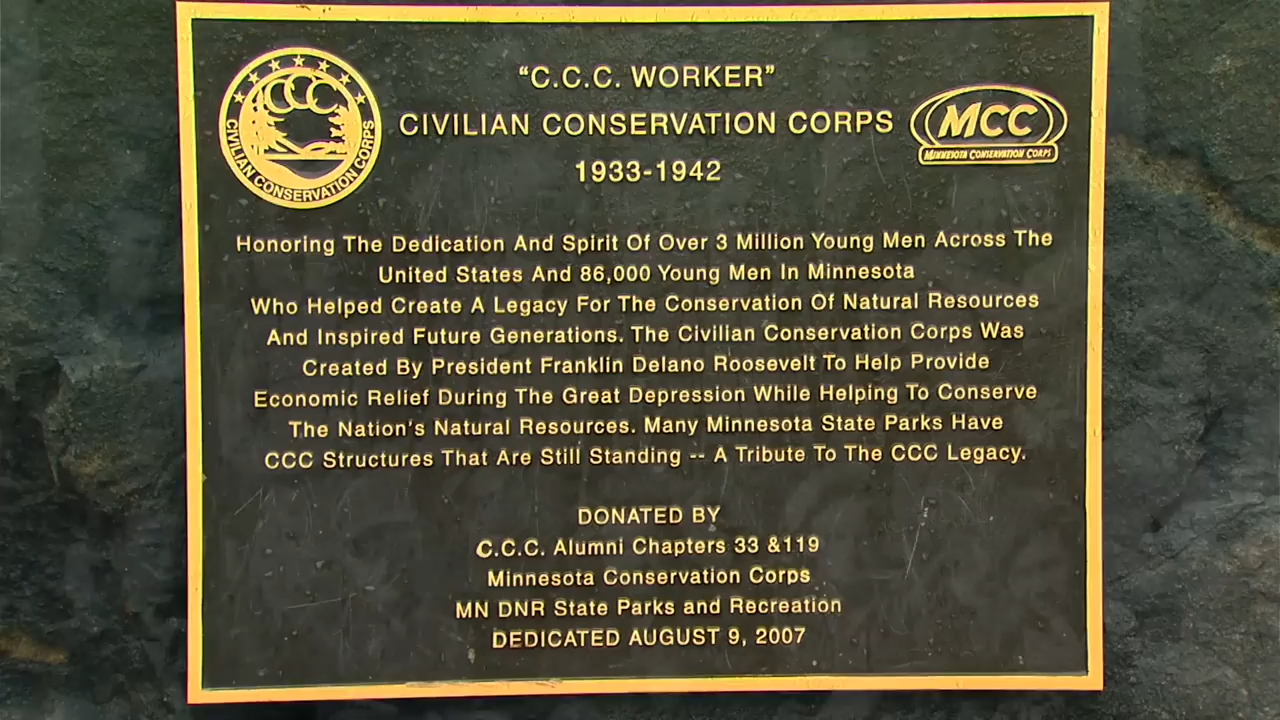 "C.C.C. WORKER"
CIVILIAN CONSERVATION CORPS
1933-1942
CCC
CIVILIAN CONSERVATION CORPS
MCC
MINNESOTA CONSERVATION CORPS
Honoring The Dedication And Spirit Of Over 3 Million Young Men Across The
United States And 86,000 Young Men In Minnesota
Who Helped Create A Legacy For The Conservation Of Natural Resources
And Inspired Future Generations. The Civilian Conservation Corps Was
Created By President Franklin Delano Roosevelt To Help Provide
Economic Relief During The Great Depression While Helping To Conserve
The Nation's Natural Resources. Many Minnesota State Parks Have
CCC Structures That Are Still Standing -- A Tribute To The CCC Legacy.
DONATED BY
C.C.C. Alumni Chapters 33 &119
Minnesota Conservation Corps
MN DNR State Parks and Recreation
DEDICATED AUGUST 9, 2007